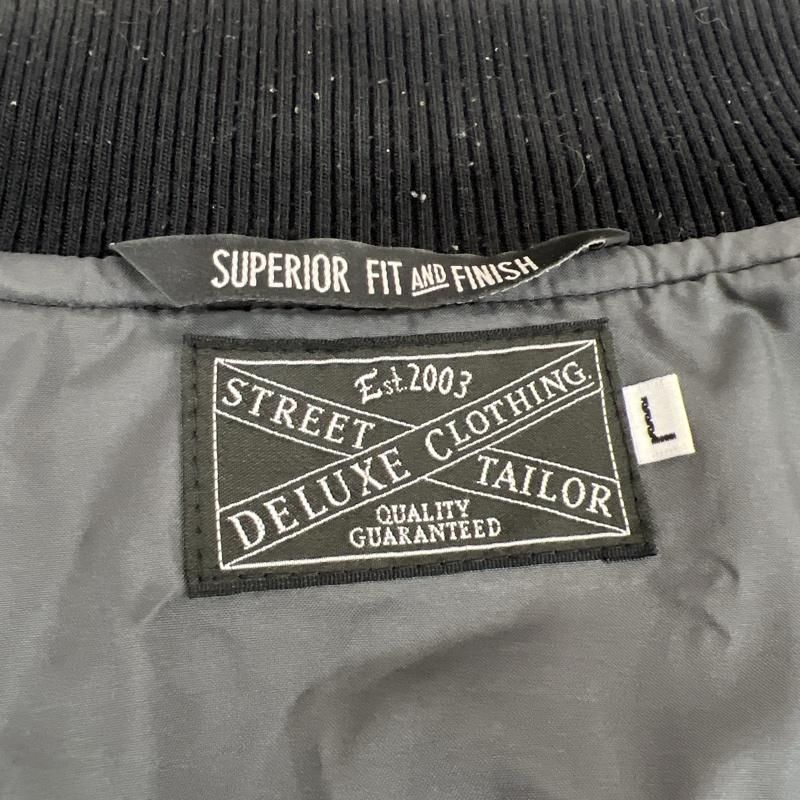 SUPERIOR FIT AND FINISH
Est.2003
STREET TAILOR
DELUXE CLOTHING.
QUALITY
GUARANTEED
L